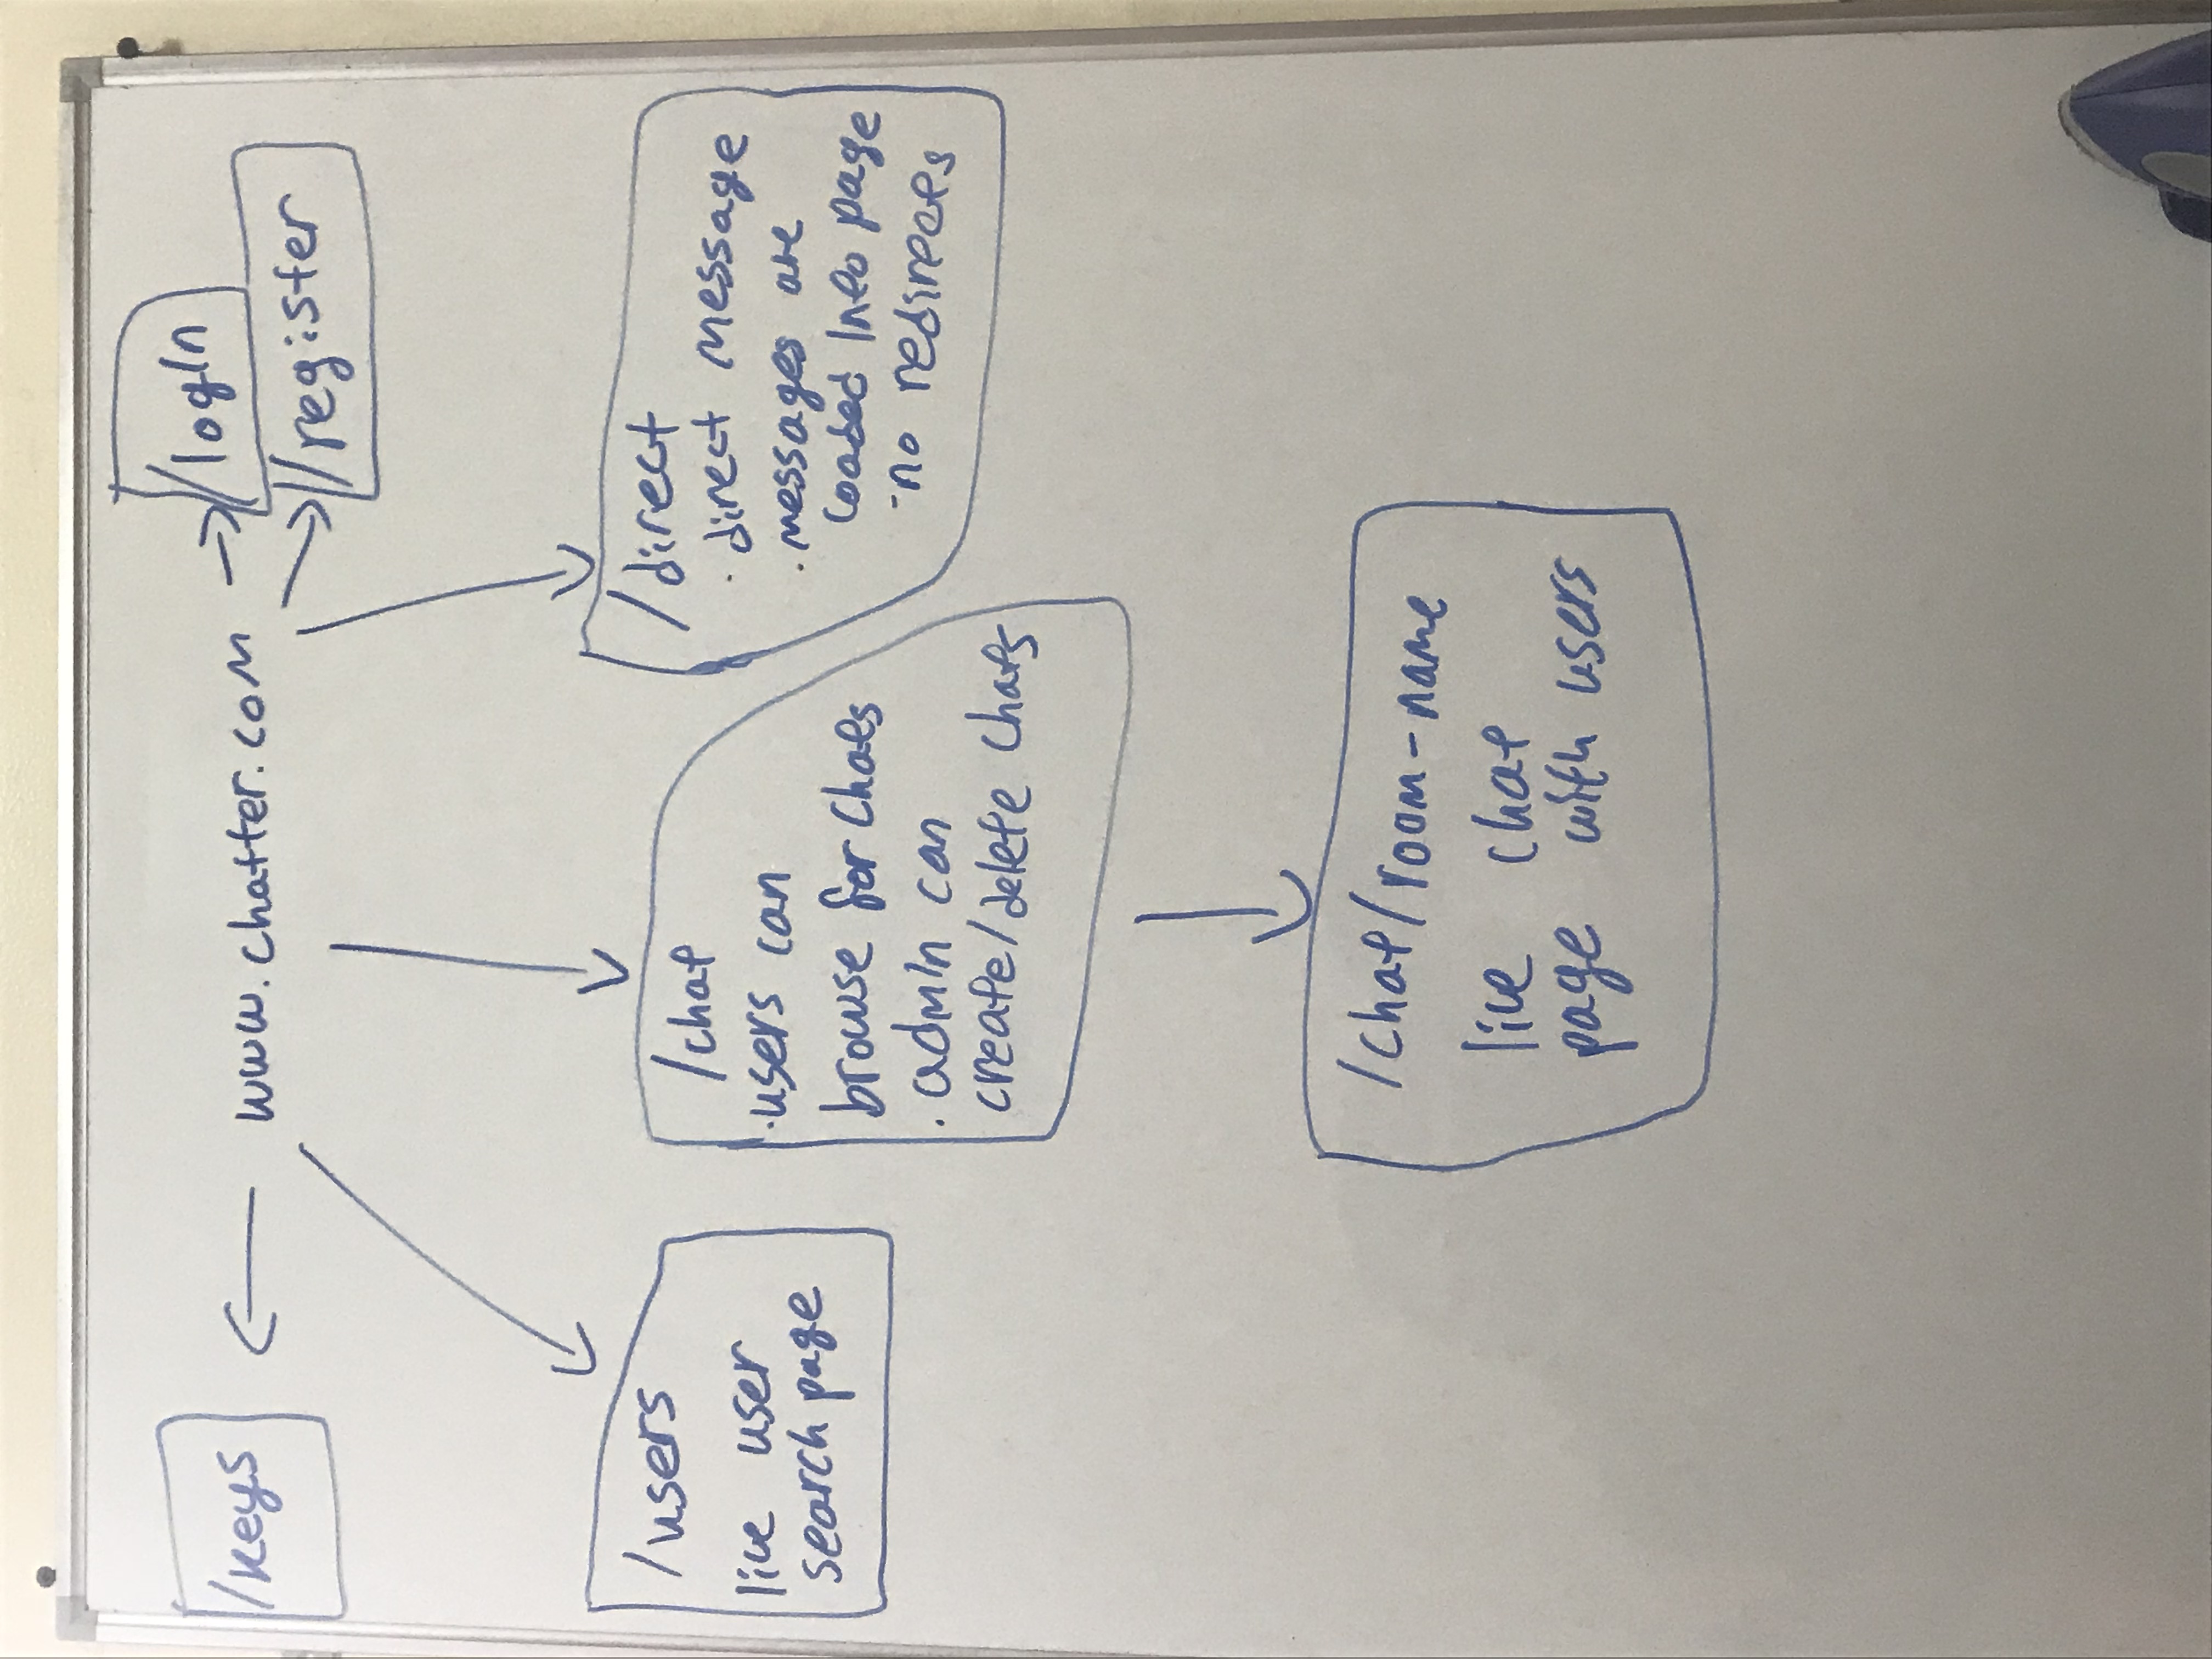 /keys
www.chatter.com
/login
/register
/users
live user
search page
/chat
·users can
browse for chats
·admin can
create/delete chats
/direct
·direct message
·messages are
loaded into page
-no redirects
/chat/room-name
live chat
page with users